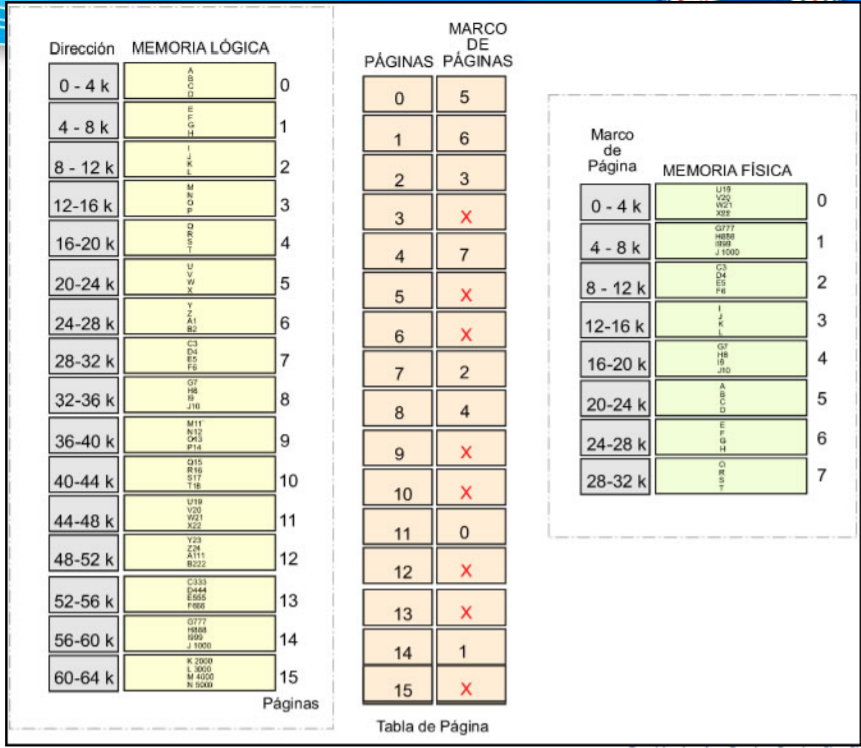 Dirección MEMORIA LÓGICA
0 - 4 k
A
B
C
D
0
4 - 8 k
E
F
G
H
1
8 - 12 k
I
J
K
L
2
12-16 k
M
N
O
P
3
16-20 k
Q
R
S
T
4
20-24 k
U
V
W
X
5
24-28 k
Y
Z
A1
B2
6
28-32 k
C3
D4
E5
F6
7
32-36 k
G7
H8
I9
J10
8
36-40 k
M11
N12
O13
P14
9
40-44 k
Q15
R16
S17
T18
10
44-48 k
U19
V20
W21
X22
11
48-52 k
Y23
Z24
A111
B222
12
52-56 k
C333
D444
E555
F666
13
56-60 k
G777
H888
I999
J 1000
14
60-64 k
K 2000
L 3000
M 4000
N 5000
15
Páginas
MARCO
DE
PÁGINAS PÁGINAS
0 5
1 6
2 3
3 X
4 7
5 X
6 X
7 2
8 4
9 X
10 X
11 0
12 X
13 X
14 1
15 X
Tabla de Página
Marco
de
Página MEMORIA FÍSICA
0 - 4 k
U19
V20
W21
X22
0
4 - 8 k
G777
H888
I999
J 1000
1
8 - 12 k
C3
D4
E5
F6
2
12-16 k
I
J
K
L
3
16-20 k
G7
H8
I9
J10
4
20-24 k
A
B
C
D
5
24-28 k
E
F
G
H
6
28-32 k
R
S
T
7